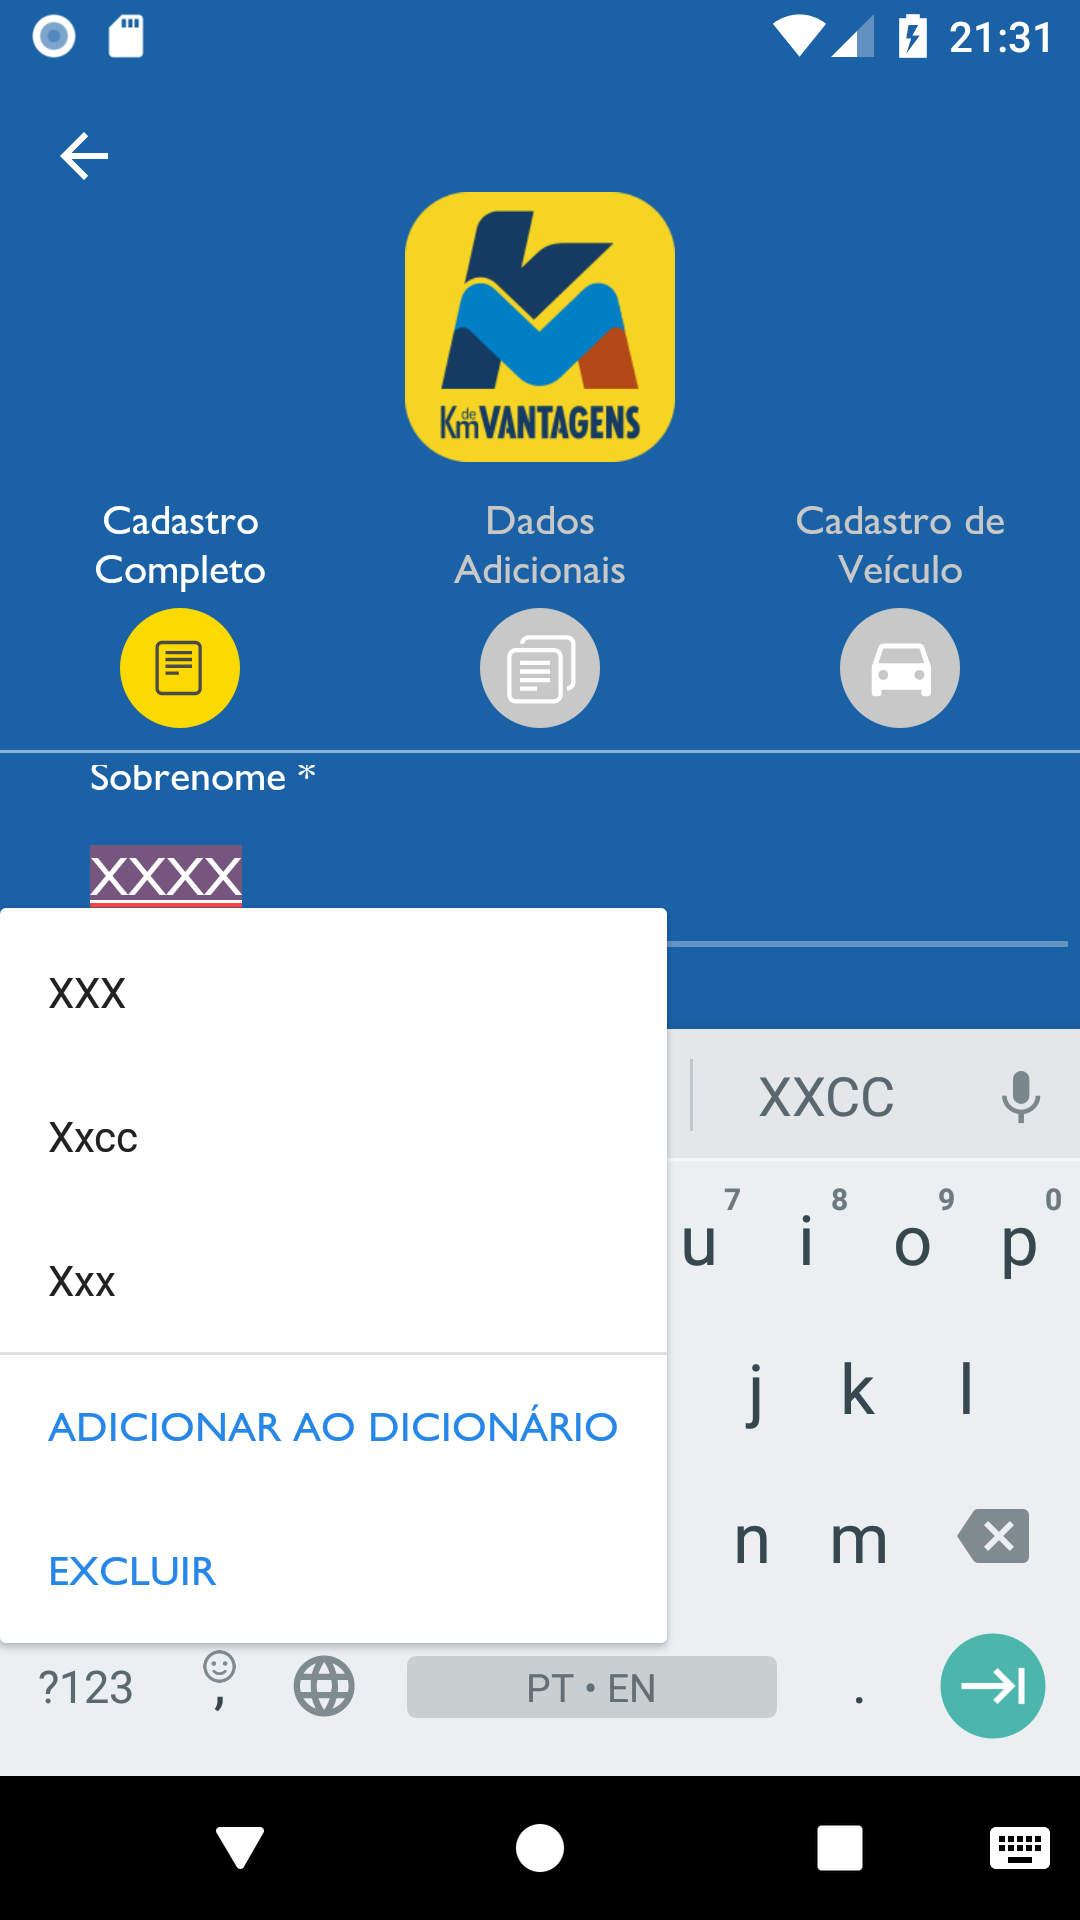 21:31
Km de VANTAGENS
Cadastro Completo
Dados Adicionais
Cadastro de Veículo
Sobrenome *
XXXX
XXX
Xxcc
Xxx
ADICIONAR AO DICIONÁRIO
EXCLUIR
XXCC
u 7 i 8 o 9 p 0
j k l
n m
?123 , PT • EN .